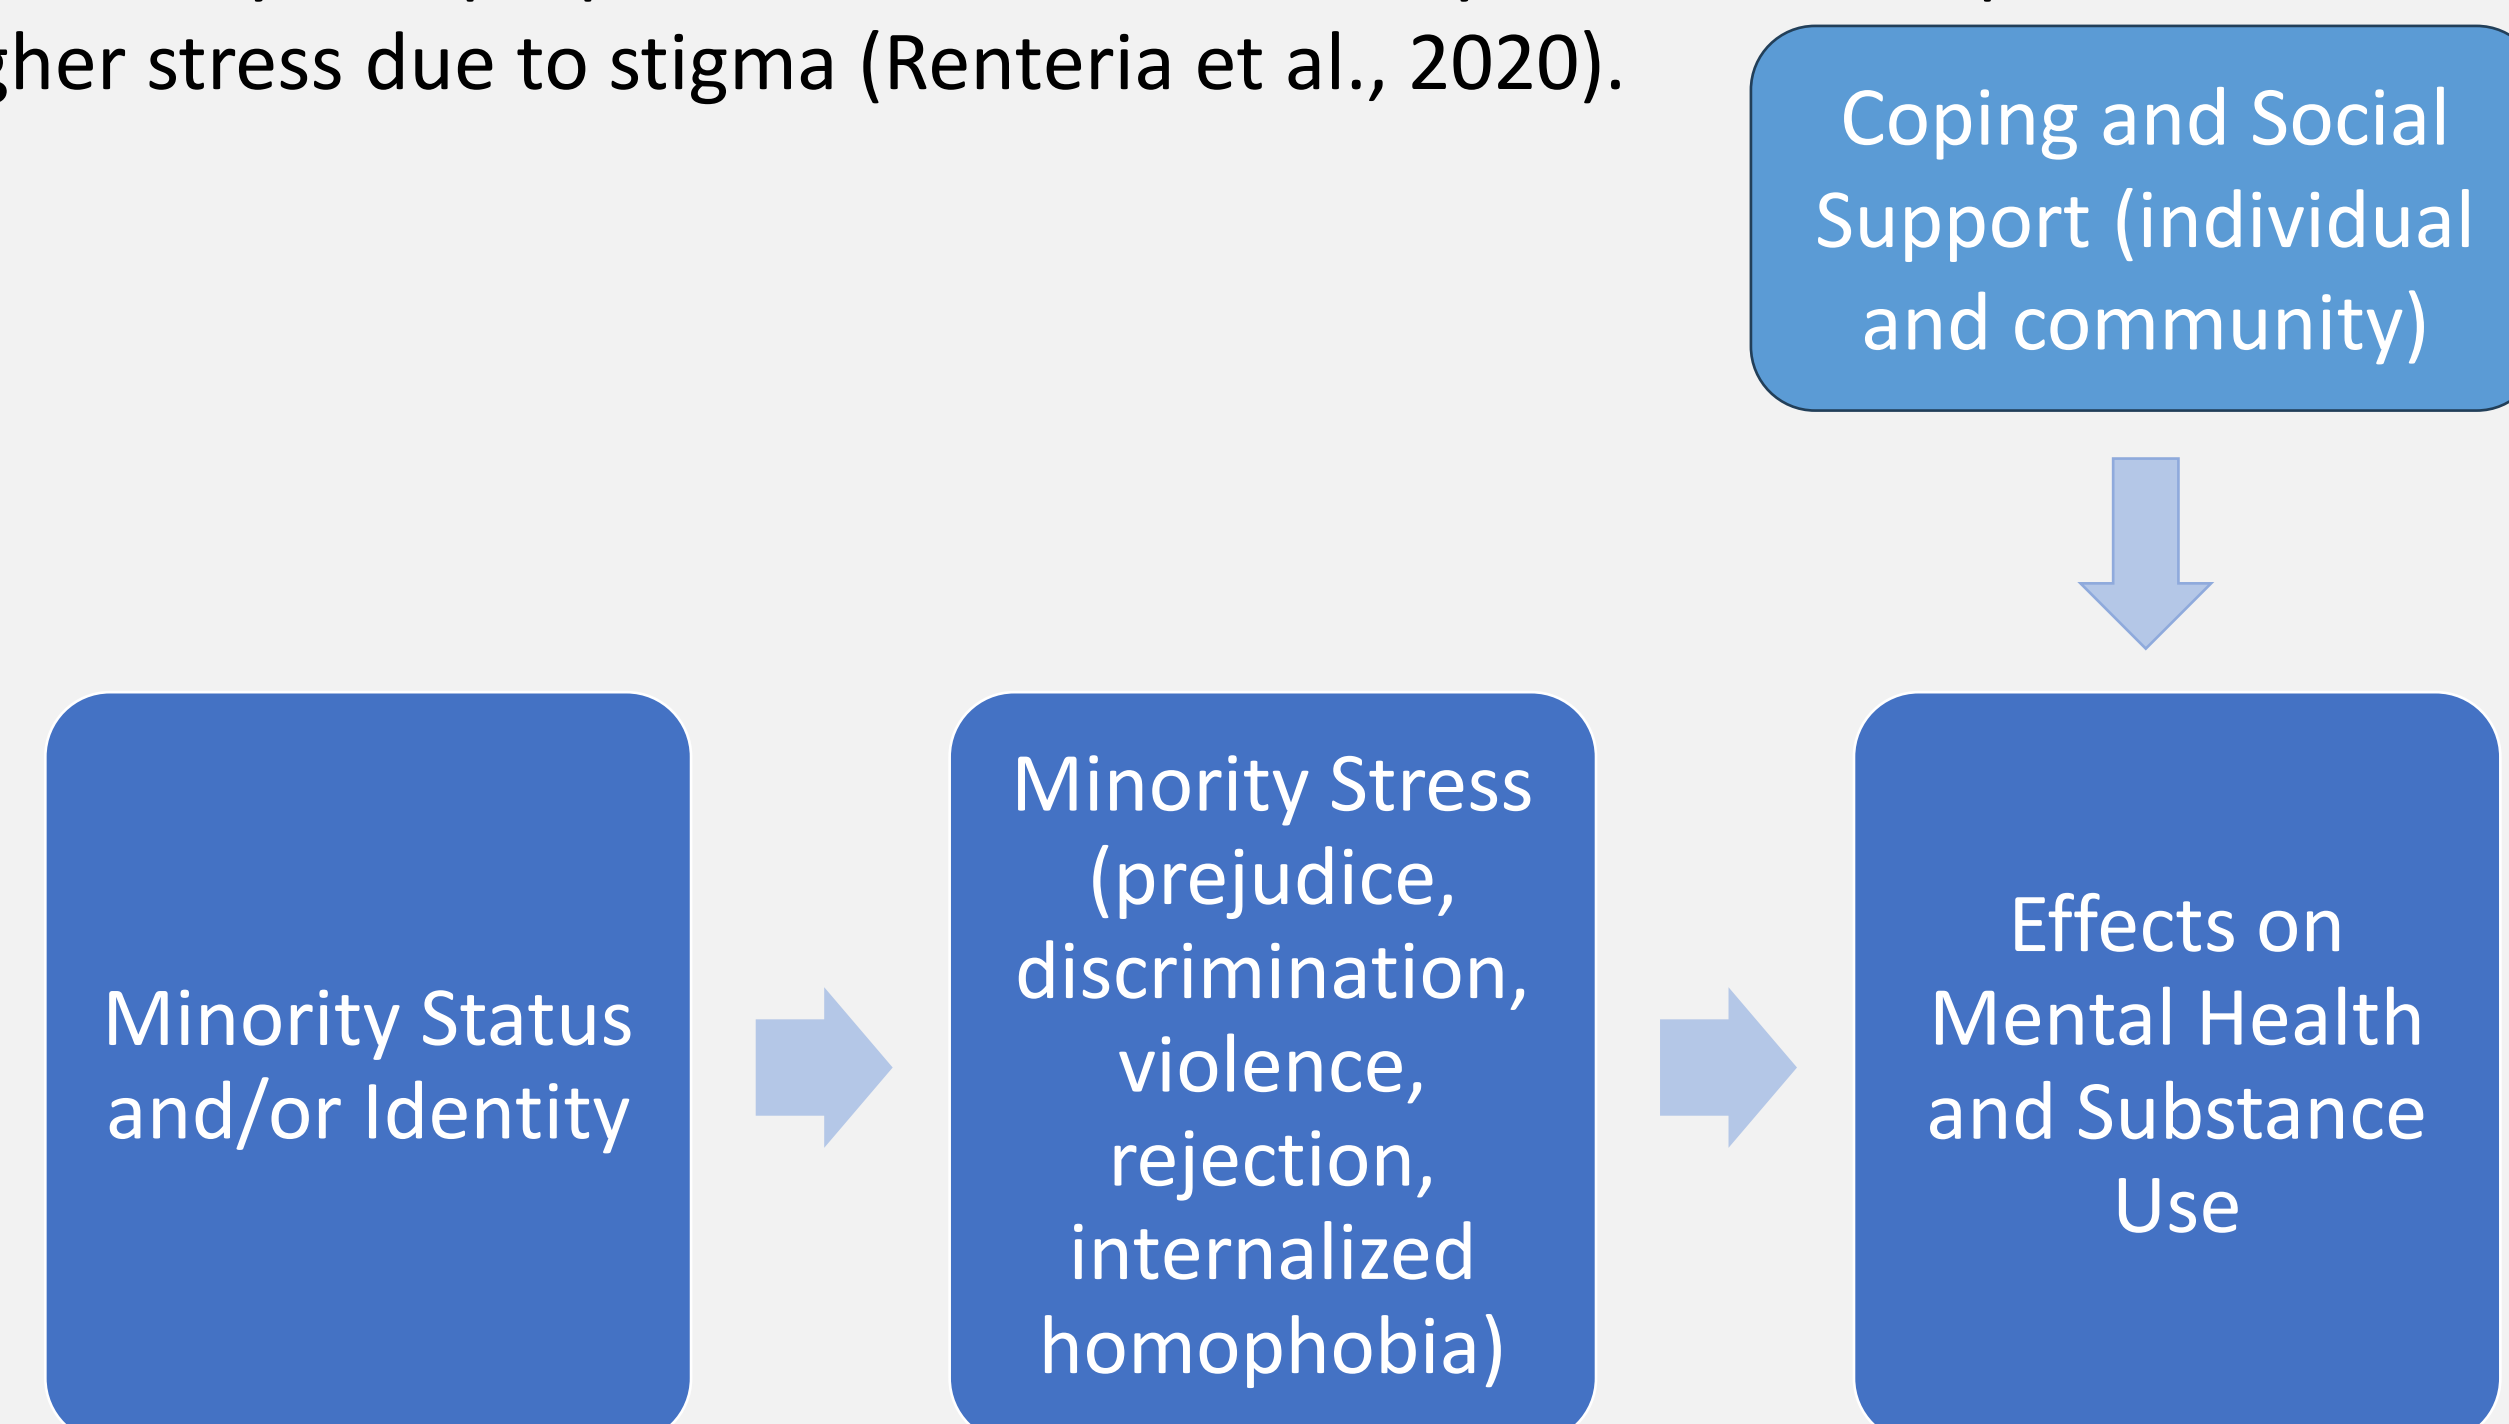 her stress due to stigma (Renteria et al., 2020).
Coping and Social
Support (individual
and community)
Minority Status
and/or Identity
Minority Stress
(prejudice,
discrimination,
violence,
rejection,
internalized
homophobia)
Effects on
Mental Health
and Substance
Use